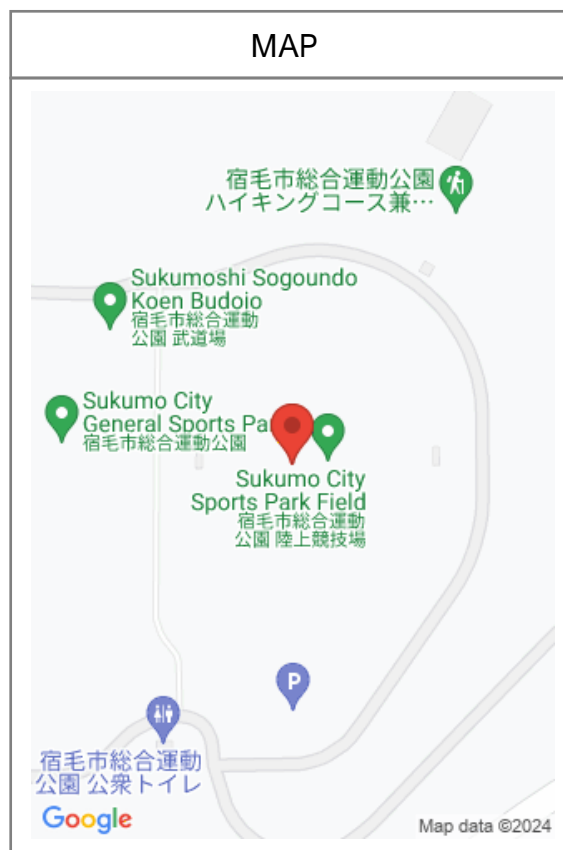 MAP
宿毛市総合運動公園
ハイキングコース兼…
Sukumoshi Sogoundo
Koen Budojo
宿毛市総合運動
公園 武道場
Sukumo City
General Sports Pa
宿毛市総合運動公園
Sukumo City
Sports Park Field
宿毛市総合運動
公園 陸上競技場
P
宿毛市総合運動
公園 公衆トイレ
Google
Map data ©2024